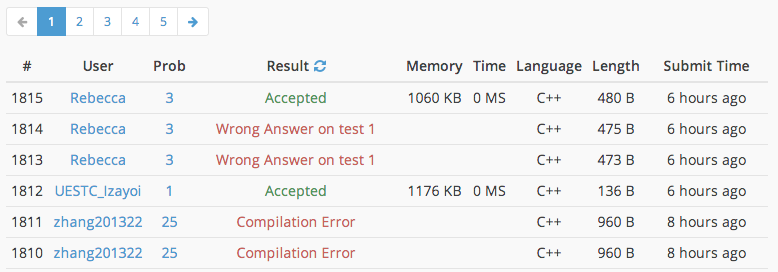 ← 1 2 3 4 5 →
# User Prob Result Memory Time Language Length Submit Time
1815 Rebecca 3 Accepted 1060 KB 0 MS C++ 480 B 6 hours ago
1814 Rebecca 3 Wrong Answer on test 1 C++ 475 B 6 hours ago
1813 Rebecca 3 Wrong Answer on test 1 C++ 473 B 6 hours ago
1812 UESTC_Izayoi 1 Accepted 1176 KB 0 MS C++ 136 B 6 hours ago
1811 zhang201322 25 Compilation Error C++ 960 B 8 hours ago
1810 zhang201322 25 Compilation Error C++ 960 B 8 hours ago